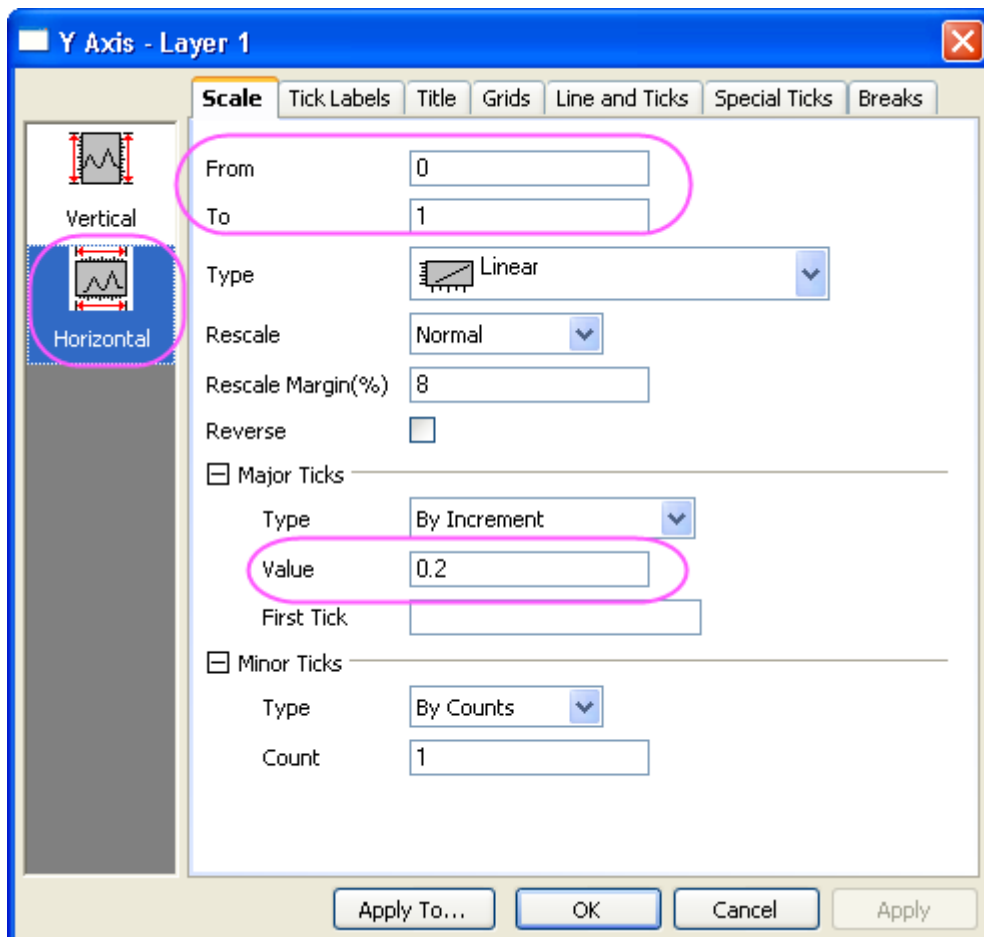 Y Axis - Layer 1
Scale Tick Labels Title Grids Line and Ticks Special Ticks Breaks
Vertical
Horizontal
From 0
To 1
Type Linear
Rescale Normal
Rescale Margin(%) 8
Reverse
Major Ticks
Type By Increment
Value 0.2
First Tick
Minor Ticks
Type By Counts
Count 1
Apply To... OK Cancel Apply